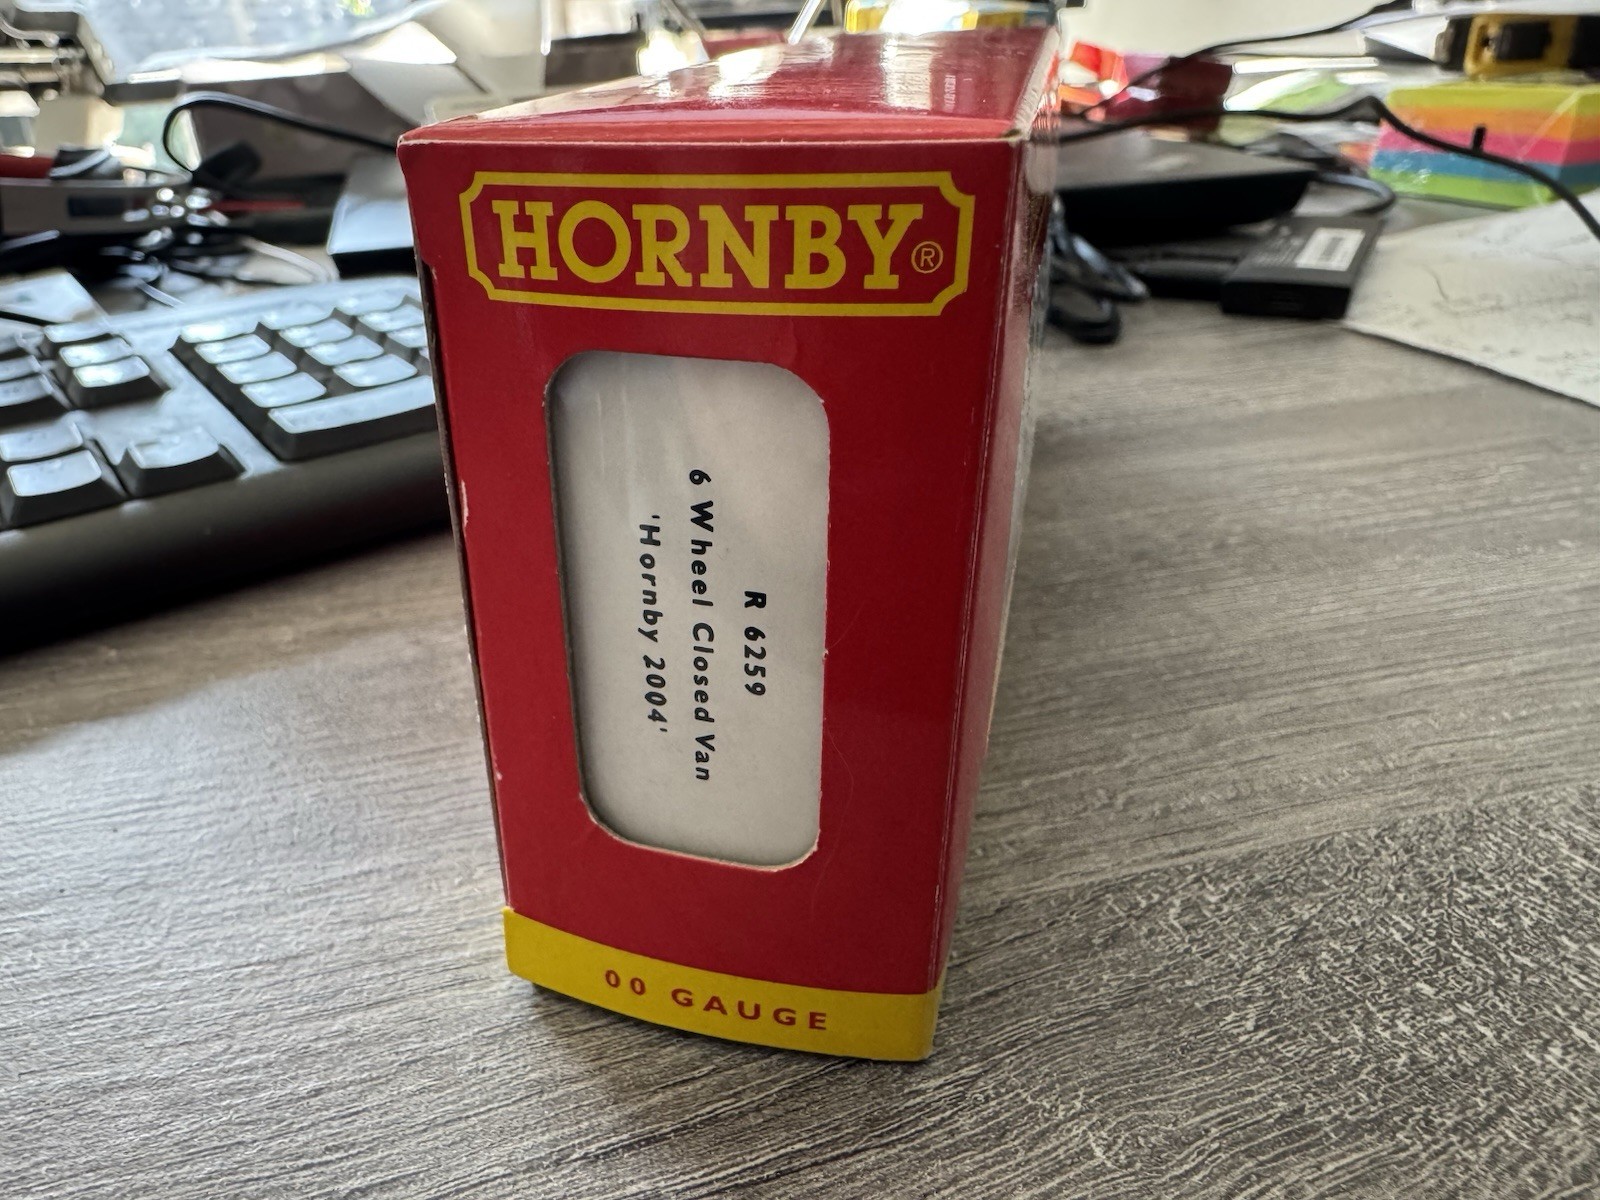 HORNBY®
R 6259
6 Wheel Closed Van
'Hornby 2004'
00 GAUGE